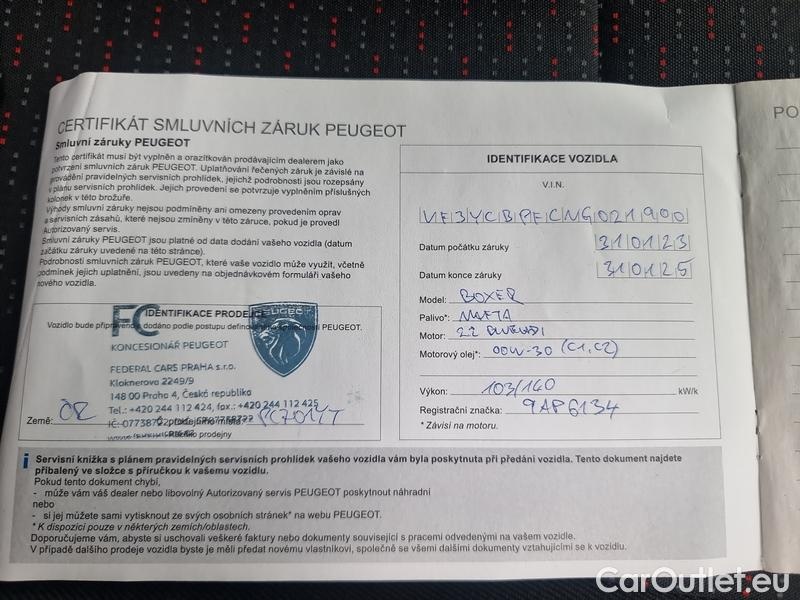 CERTIFIKÁT SMLUVNÍCH ZÁRUK PEUGEOT
Smluvní záruky PEUGEOT
Tento certifikát musí být vyplněn a orazítkován prodávajícím dealerem jako
potvrzení smluvních záruk PEUGEOT. Uplatňování řečených záruk je závislé na
provádění pravidelných servisních prohlídek, jejichž podrobnosti jsou rozepsány
v plánu servisních prohlídek. Jejich provedení se potvrzuje vyplněním příslušných
kolonek v této brožuře.
Výhody smluvní záruky nejsou podmíněny ani omezeny provedením oprav
a servisních zásahů, které nejsou zmíněny v této záruce, pokud je provedl
Autorizovaný servis.
Smluvní záruky PEUGEOT jsou platné od data dodání vašeho vozidla (datum
začátku záruky uvedené na této stránce).
Podrobnosti smluvních záruk PEUGEOT, které vaše vozidlo může využít, včetně
podmínek jejich uplatnění, jsou uvedeny na objednávkovém formuláři vašeho
nového vozidla.
IDENTIFIKACE PRODEJCE
Vozidlo bude připraveno a dodáno podle postupu definovaného společností PEUGEOT.
FC
PEUGEOT
KONCESIONÁŘ PEUGEOT
FEDERAL CARS PRAHA s.r.o.
Kloknerova 2249/9
148 00 Praha 4, Česká republika
Tel.: +420 244 112 424, fax.: +420 244 112 425
Země: ČR
PC701YT
IDENTIFIKACE VOZIDLA
V.I.N.
VF3YCBPFCNG021900
Datum počátku záruky 310123
Datum konce záruky 310125
Model: BOXER
Palivo*: NAFTA
Motor: 2.2 BLUEHDI
Motorový olej*: 00W-30 (C1,C2)
Výkon: 103/140 kW/k
Registrační značka: 9AP6134
* Závisí na motoru.
i Servisní knížka s plánem pravidelných servisních prohlídek vašeho vozidla vám byla poskytnuta při předání vozidla. Tento dokument najdete
přibalený ve složce s příručkou k vašemu vozidlu.
Pokud tento dokument chybí,
- může vám váš dealer nebo libovolný Autorizovaný servis PEUGEOT poskytnout náhradní
nebo
- si jej můžete sami vytisknout ze svých osobních stránek* na webu PEUGEOT.
* K dispozici pouze v některých zemích/oblastech.
Doporučujeme vám, abyste si uschovali veškeré faktury nebo dokumenty související s pracemi odvedenými na vašem vozidle.
V případě dalšího prodeje vozidla byste je měli předat novému vlastníkovi, společně se všemi dalšími dokumenty vztahujícími se k vozidlu.
PO
CarOutlet.eu